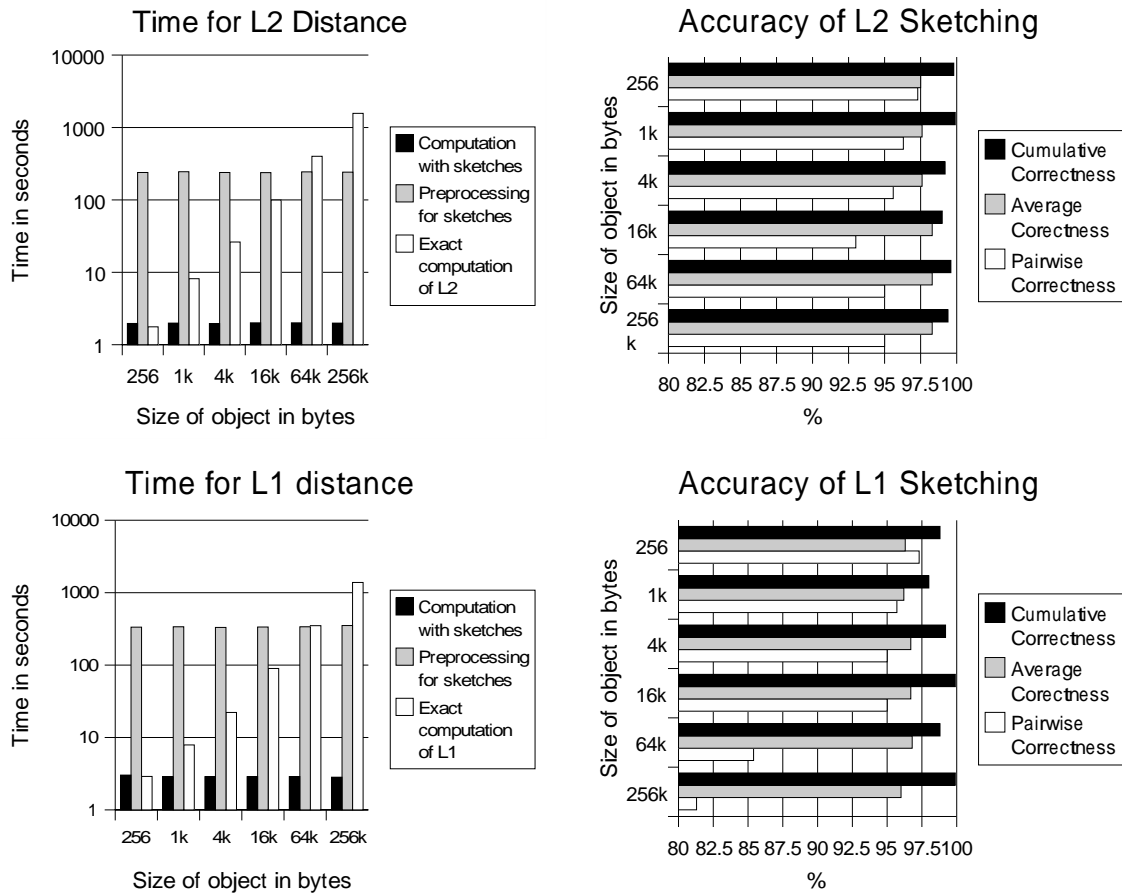 Time for L2 Distance
10000
1000
100
10
1
Time in seconds
256 1k 4k 16k 64k 256k
Size of object in bytes
Computation
with sketches
Preprocessing
for sketches
Exact
computation
of L2
Accuracy of L2 Sketching
Size of object in bytes
256
1k
4k
16k
64k
256
k
80 82.5 85 87.5 90 92.5 95 97.5 100
%
Cumulative
Correctness
Average
Corectness
Pairwise
Correctness
Time for L1 distance
10000
1000
100
10
1
Time in seconds
256 1k 4k 16k 64k 256k
Size of object in bytes
Computation
with sketches
Preprocessing
for sketches
Exact
computation
of L1
Accuracy of L1 Sketching
Size of object in bytes
256
1k
4k
16k
64k
256k
80 82.5 85 87.5 90 92.5 95 97.5 100
%
Cumulative
Correctness
Average
Corectness
Pairwise
Correctness